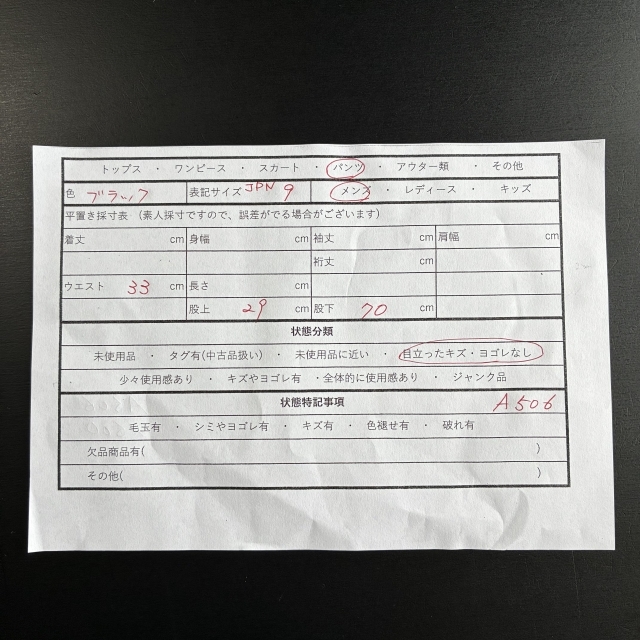 トップス ・ ワンピース ・ スカート ・ パンツ ・ アウター類 ・ その他
色 ブラック 表記サイズ JPN 9 メンズ ・ レディース ・ キッズ
平置き採寸表 （素人採寸ですので、誤差がでる場合がございます）
着丈 cm 身幅 cm 袖丈 cm 肩幅 cm
裄丈 cm
ウエスト 33 cm 長さ cm
股上 29 cm 股下 70 cm
状態分類
未使用品 ・ タグ有(中古品扱い) ・ 未使用品に近い ・ 目立ったキズ・ヨゴレなし
少々使用感あり ・ キズやヨゴレ有 ・全体的に使用感あり ・ ジャンク品
状態特記事項 A506
毛玉有 ・ シミやヨゴレ有 ・ キズ有 ・ 色褪せ有 ・ 破れ有
欠品商品有( )
その他( )